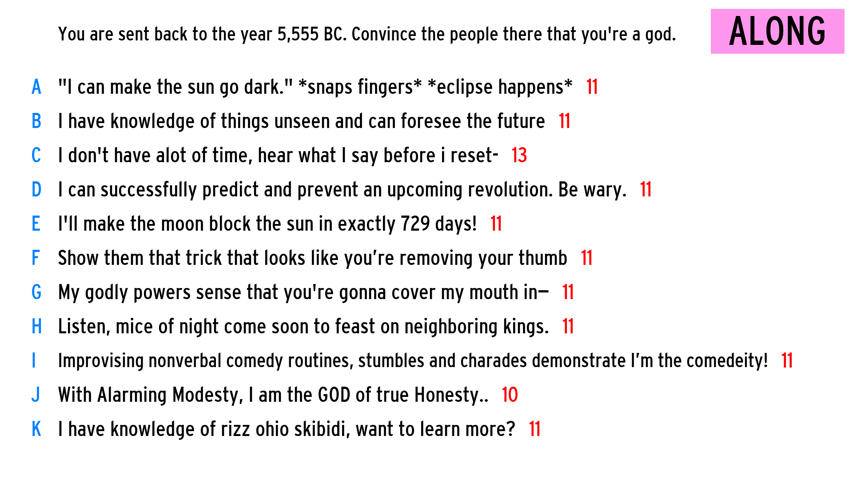 You are sent back to the year 5,555 BC. Convince the people there that you're a god.
ALONG
A "I can make the sun go dark." *snaps fingers* *eclipse happens* 11
B I have knowledge of things unseen and can foresee the future 11
C I don't have alot of time, hear what I say before i reset- 13
D I can successfully predict and prevent an upcoming revolution. Be wary. 11
E I'll make the moon block the sun in exactly 729 days! 11
F Show them that trick that looks like you’re removing your thumb 11
G My godly powers sense that you're gonna cover my mouth in— 11
H Listen, mice of night come soon to feast on neighboring kings. 11
I Improvising nonverbal comedy routines, stumbles and charades demonstrate I’m the comedeity! 11
J With Alarming Modesty, I am the GOD of true Honesty.. 10
K I have knowledge of rizz ohio skibidi, want to learn more? 11